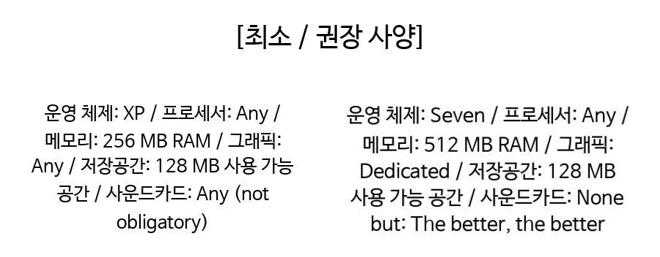 [최소 / 권장 사양]
운영 체제: XP / 프로세서: Any /
메모리: 256 MB RAM / 그래픽:
Any / 저장공간: 128 MB 사용 가능
공간 / 사운드카드: Any (not
obligatory)
운영 체제: Seven / 프로세서: Any /
메모리: 512 MB RAM / 그래픽:
Dedicated / 저장공간: 128 MB
사용 가능 공간 / 사운드카드: None
but: The better, the better